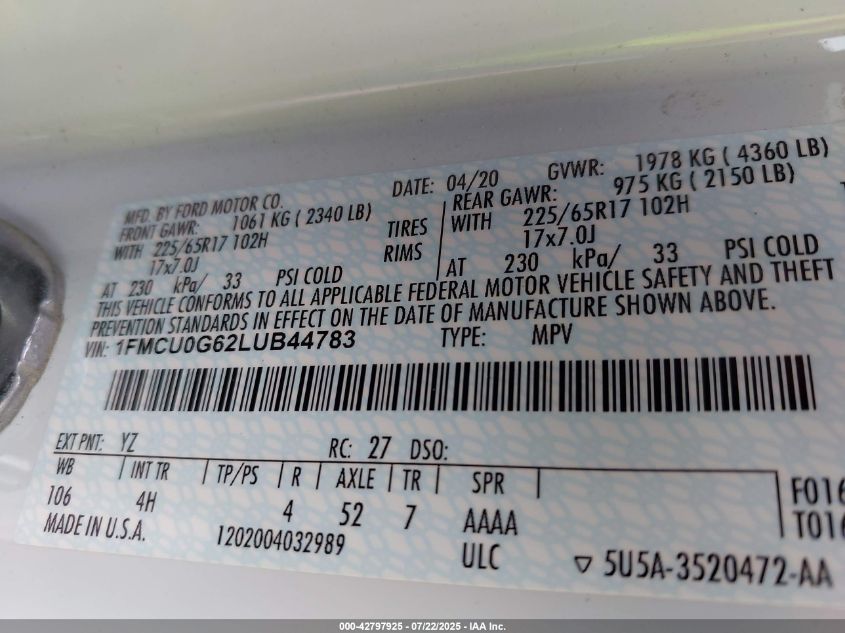 MFD. BY FORD MOTOR CO. DATE: 04/20 GVWR: 1978 KG ( 4360 LB)
FRONT GAWR: 1061 KG ( 2340 LB) REAR GAWR: 975 KG ( 2150 LB)
WITH 225/65R17 102H TIRES WITH 225/65R17 102H
17x7.0J RIMS 17x7.0J
AT 230 kPa/ 33 PSI COLD AT 230 kPa/ 33 PSI COLD
THIS VEHICLE CONFORMS TO ALL APPLICABLE FEDERAL MOTOR VEHICLE SAFETY AND THEFT
PREVENTION STANDARDS IN EFFECT ON THE DATE OF MANUFACTURE SHOWN ABOVE.
VIN: 1FMCU0G62LUB44783 TYPE: MPV
EXT PNT: YZ RC: 27 DSO:
WB INT TR TP/PS R AXLE TR SPR
106 4H 4 52 7 AAAA
F016
T016
MADE IN U.S.A. 1202004032989 ULC
5U5A-3520472-AA
000-42797925 - 07/22/2025 - IAA Inc.